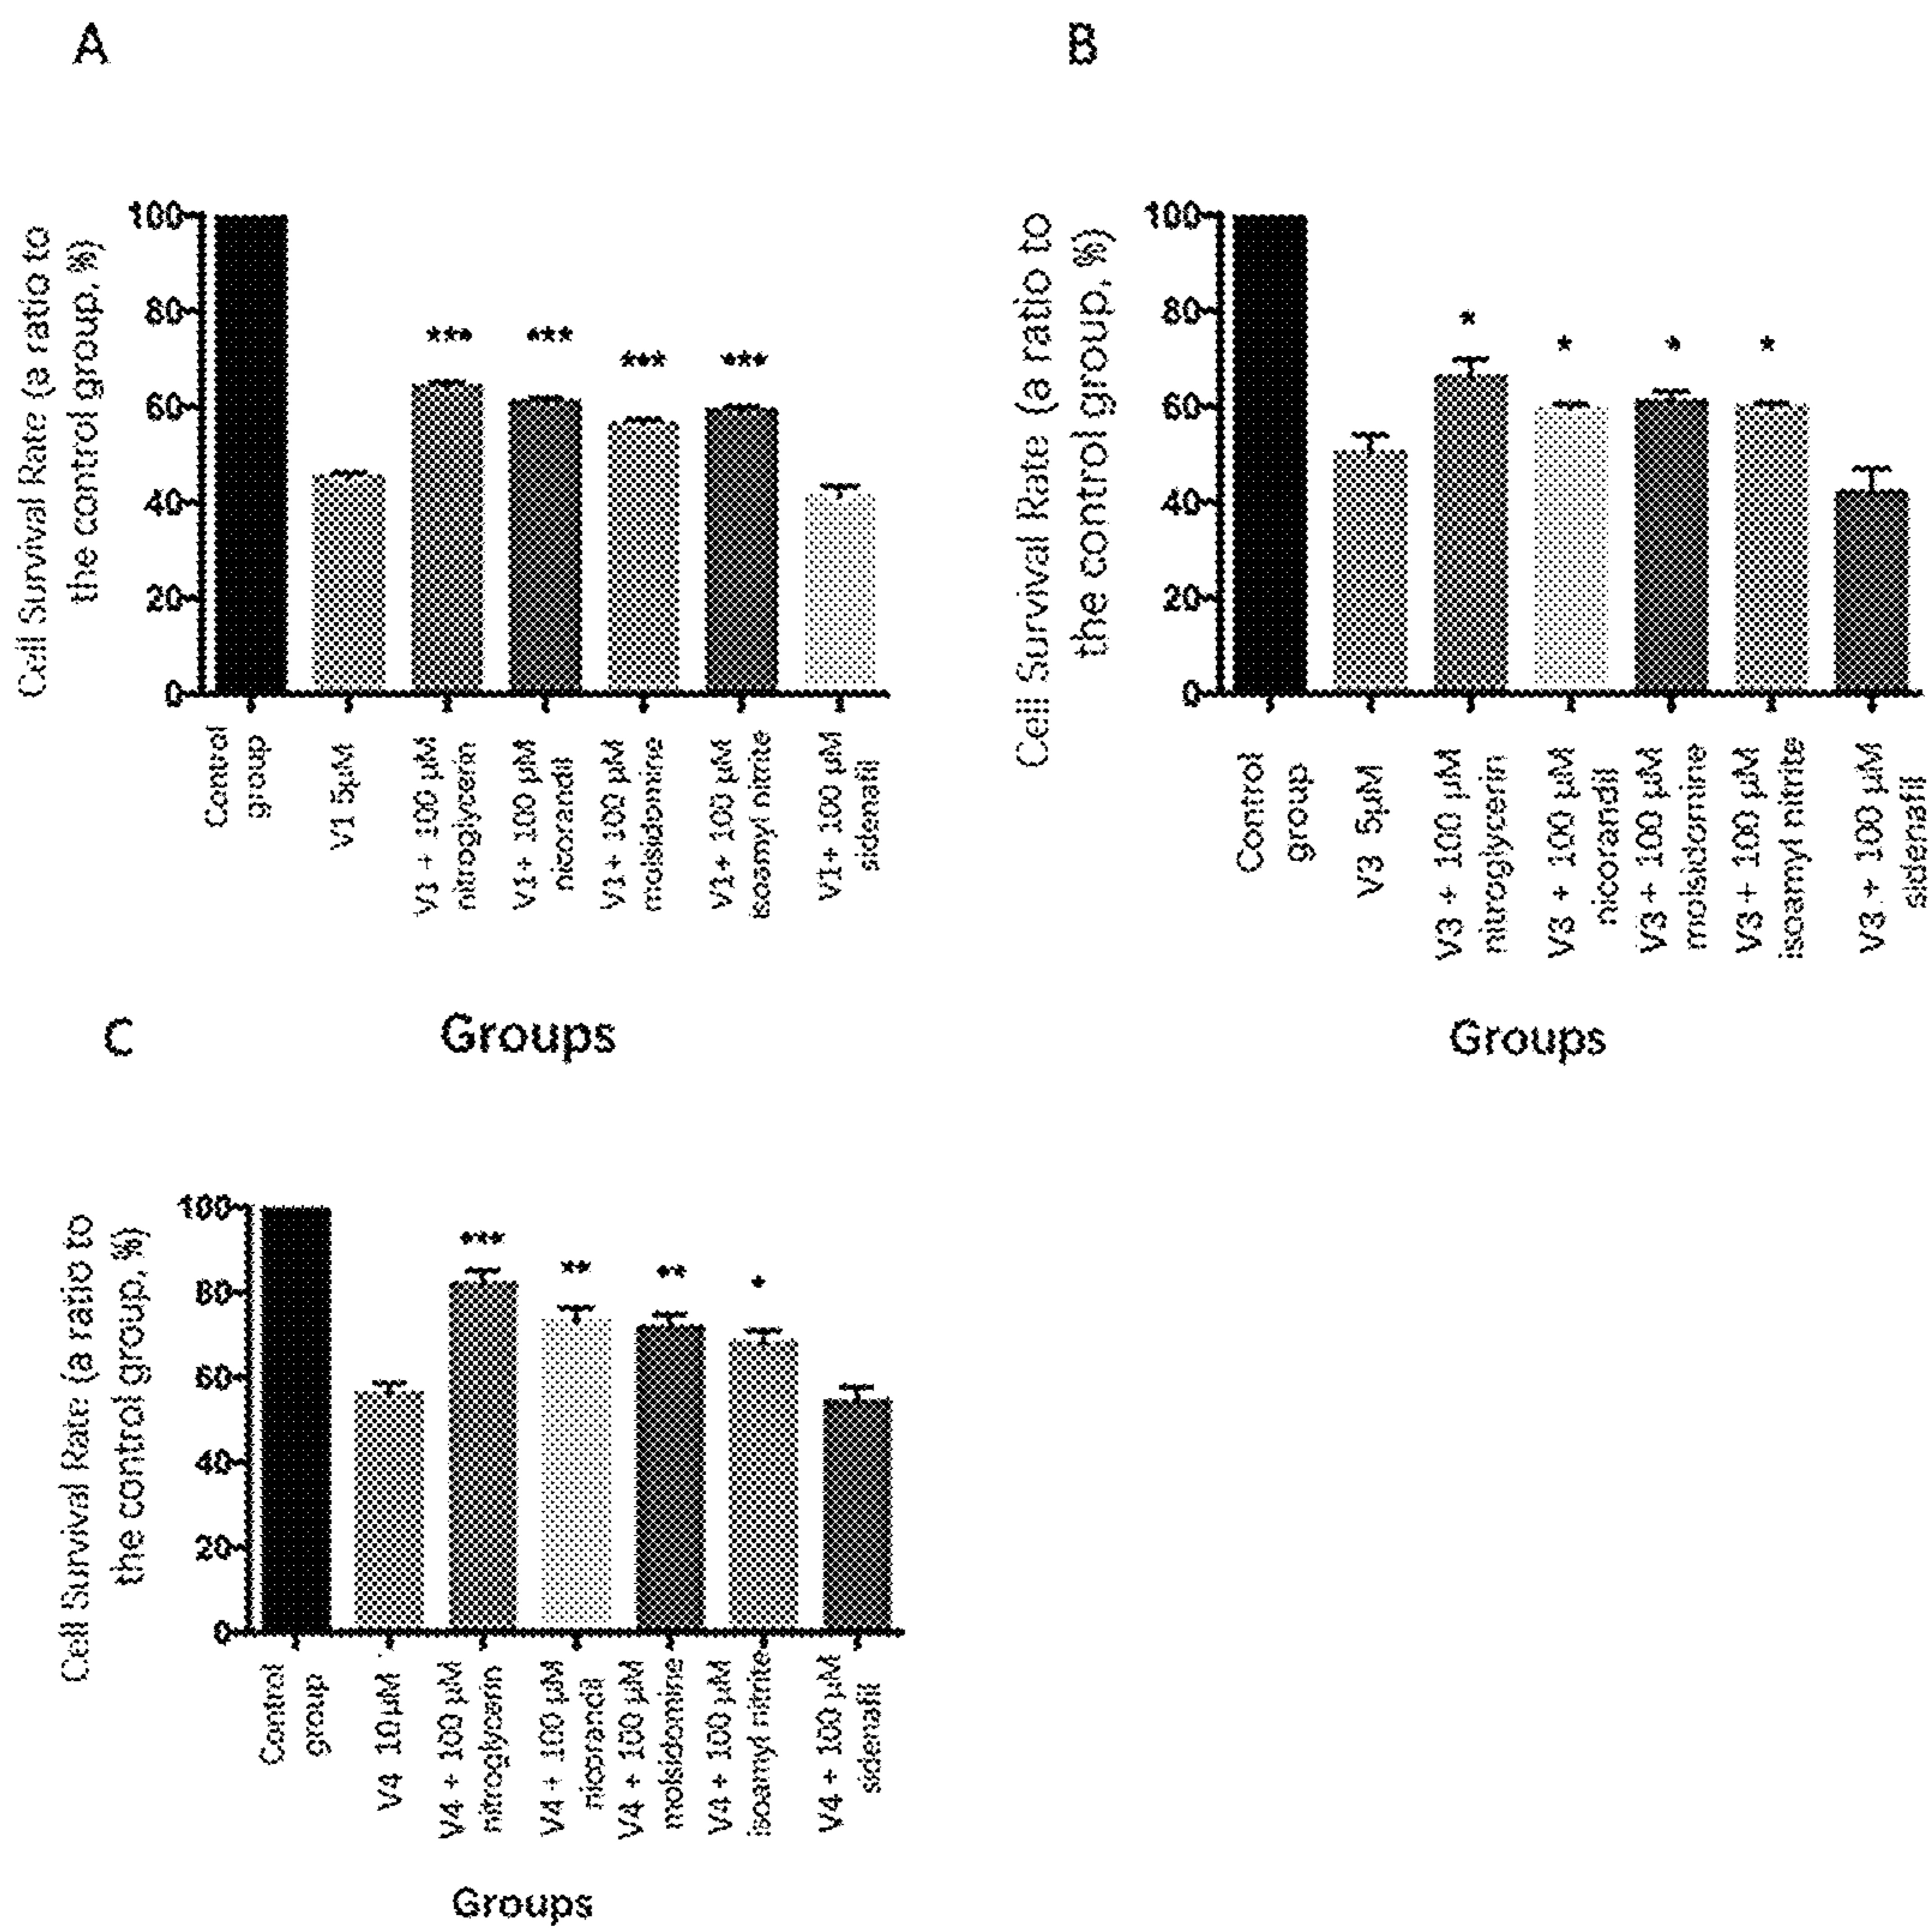 A
Cell Survival Rate (a ratio to
the control group, %)
100
80
60
40
20
0
***
***
***
***
Control
group
V1 5μM
V1 + 100 μM
nitroglycerin
V1+ 100 μM
nicorandil
V1+ 100 μM
molsidomine
V1+ 100 μM
isoamyl nitrite
V1+ 100 μM
sidenafil
Groups
B
Cell Survival Rate (a ratio to
the control group, %)
100
80
60
40
20
0
*
*
*
*
Control
group
V3 5μM
V3 + 100 μM
nitroglycerin
V3 + 100 μM
nicorandil
V3 + 100 μM
molsidomine
V3 + 100 μM
isoamyl nitrite
V3 + 100 μM
sidenafil
Groups
C
Cell Survival Rate (a ratio to
the control group, %)
100
80
60
40
20
0
***
**
**
*
Control
group
V4 10μM
V4 + 100 μM
nitroglycerin
V4 + 100 μM
nicorandil
V4 + 100 μM
molsidomine
V4 + 100 μM
isoamyl nitrite
V4 + 100 μM
sidenafil
Groups